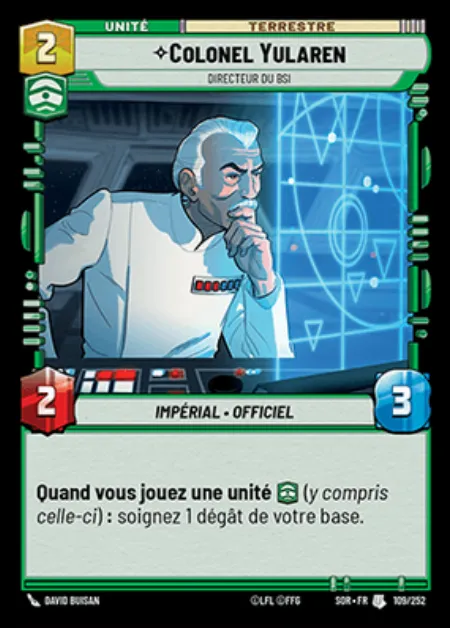 2
UNITÉ
TERRESTRE
COLONEL YULAREN
DIRECTEUR DU BSI
2
IMPÉRIAL • OFFICIEL
3
Quand vous jouez une unité (y compris
celle-ci) : soignez 1 dégât de votre base.
DAVID BUISAN
©LFL ©FFG
SOR • FR
109/252